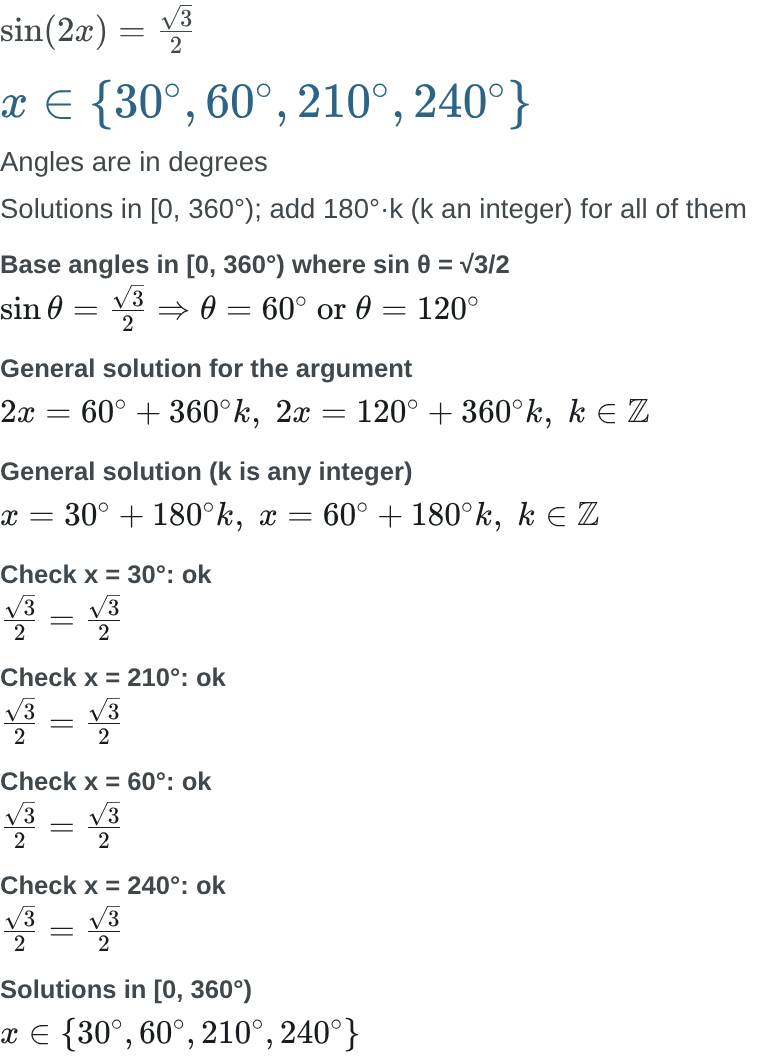 sin(2x) = √3/2
x ∈ {30°, 60°, 210°, 240°}
Angles are in degrees
Solutions in [0, 360°); add 180°·k (k an integer) for all of them
Base angles in [0, 360°) where sin θ = √3/2
sin θ = √3/2 ⇒ θ = 60° or θ = 120°
General solution for the argument
2x = 60° + 360°k, 2x = 120° + 360°k, k ∈ ℤ
General solution (k is any integer)
x = 30° + 180°k, x = 60° + 180°k, k ∈ ℤ
Check x = 30°: ok
√3/2 = √3/2
Check x = 210°: ok
√3/2 = √3/2
Check x = 60°: ok
√3/2 = √3/2
Check x = 240°: ok
√3/2 = √3/2
Solutions in [0, 360°)
x ∈ {30°, 60°, 210°, 240°}